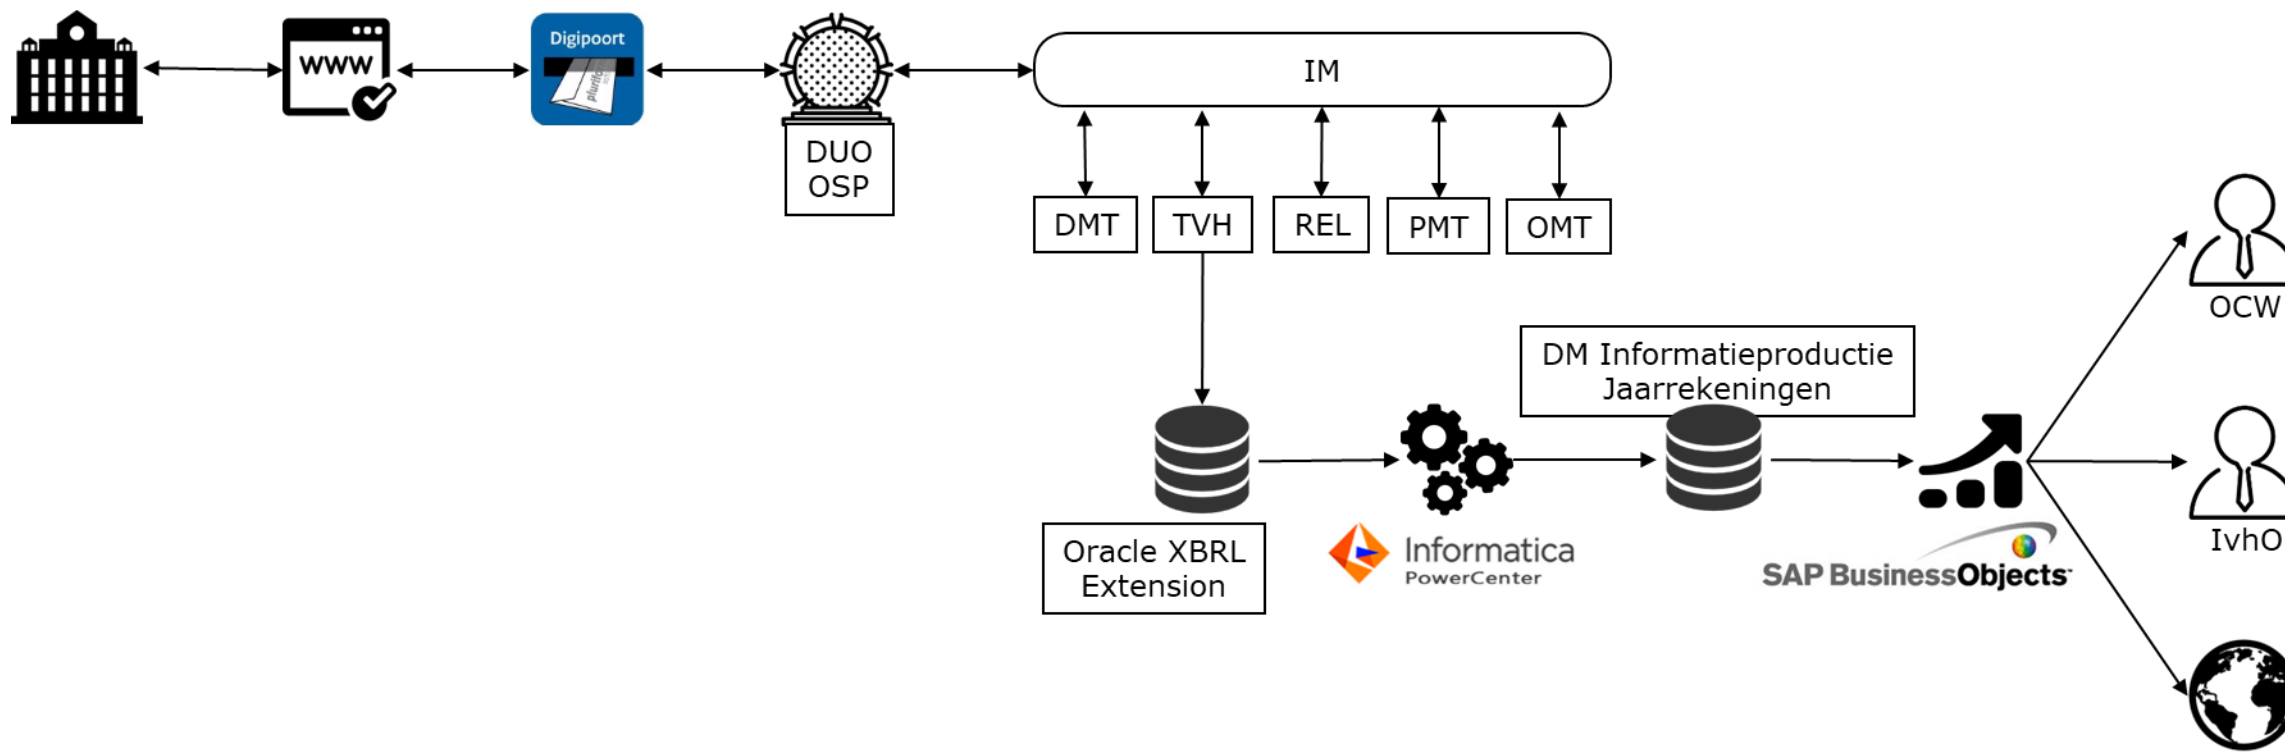 WWW
Digipoort
IM
DUO
OSP
DMT
TVH
REL
PMT
OMT
OCW
DM Informatieproductie
Jaarrekeningen
IvhO
Oracle XBRL
Extension
Informatica
PowerCenter
SAP BusinessObjects